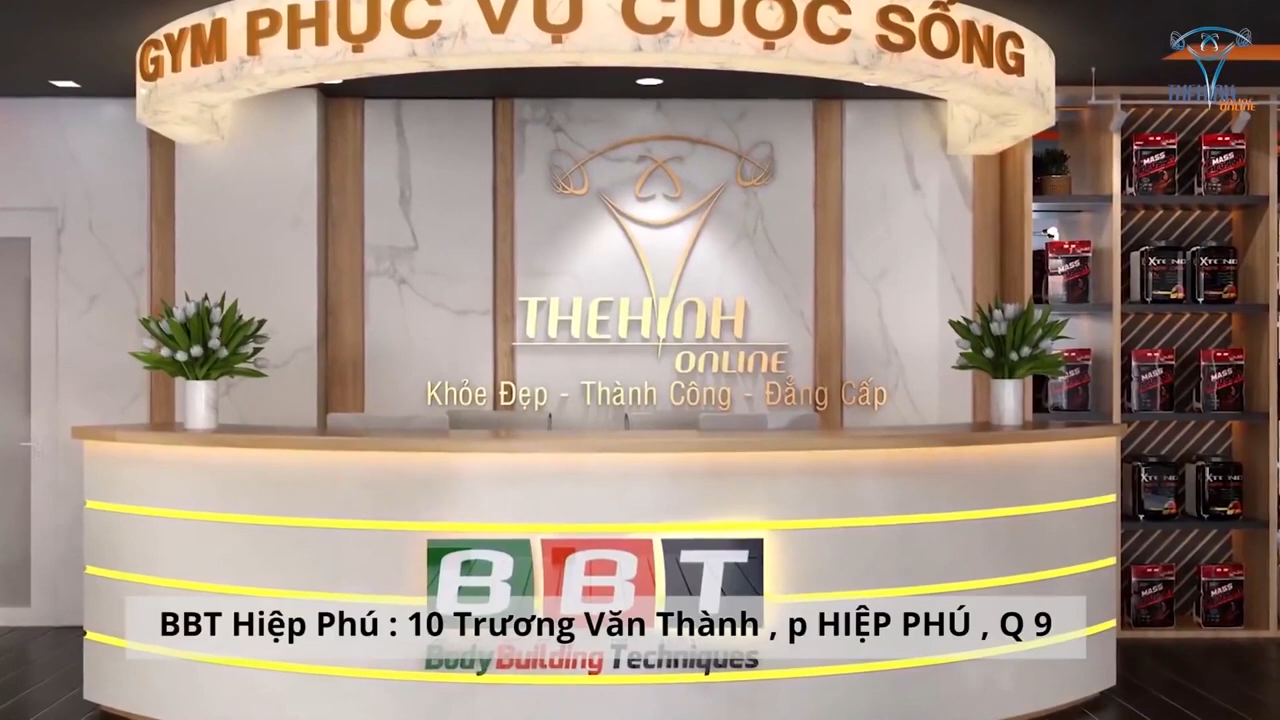 GYM PHỤC VỤ CUỘC SỐNG
THEHINH
ONLINE
THEHINH
ONLINE
Khỏe Đẹp - Thành Công - Đẳng Cấp
MASS
MASS
MASS
XTEND
XTEND
MASS
MASS
MASS
XTEND
XTEND
MASS
MASS
BBT
BBT Hiệp Phú : 10 Trương Văn Thành , p HIỆP PHÚ , Q 9
Body Building Techniques